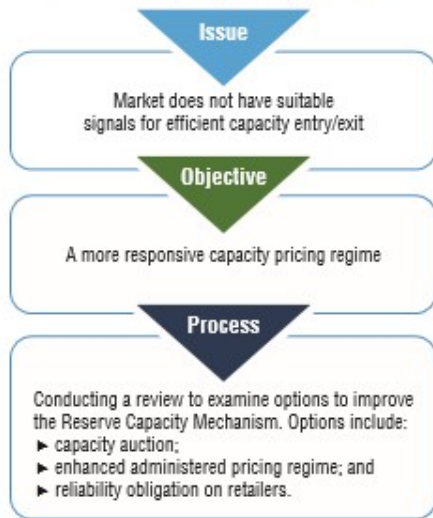 Issue
Market does not have suitable
signals for efficient capacity entry/exit
Objective
A more responsive capacity pricing regime
Process
Conducting a review to examine options to improve
the Reserve Capacity Mechanism. Options include:
► capacity auction;
► enhanced administered pricing regime; and
► reliability obligation on retailers.